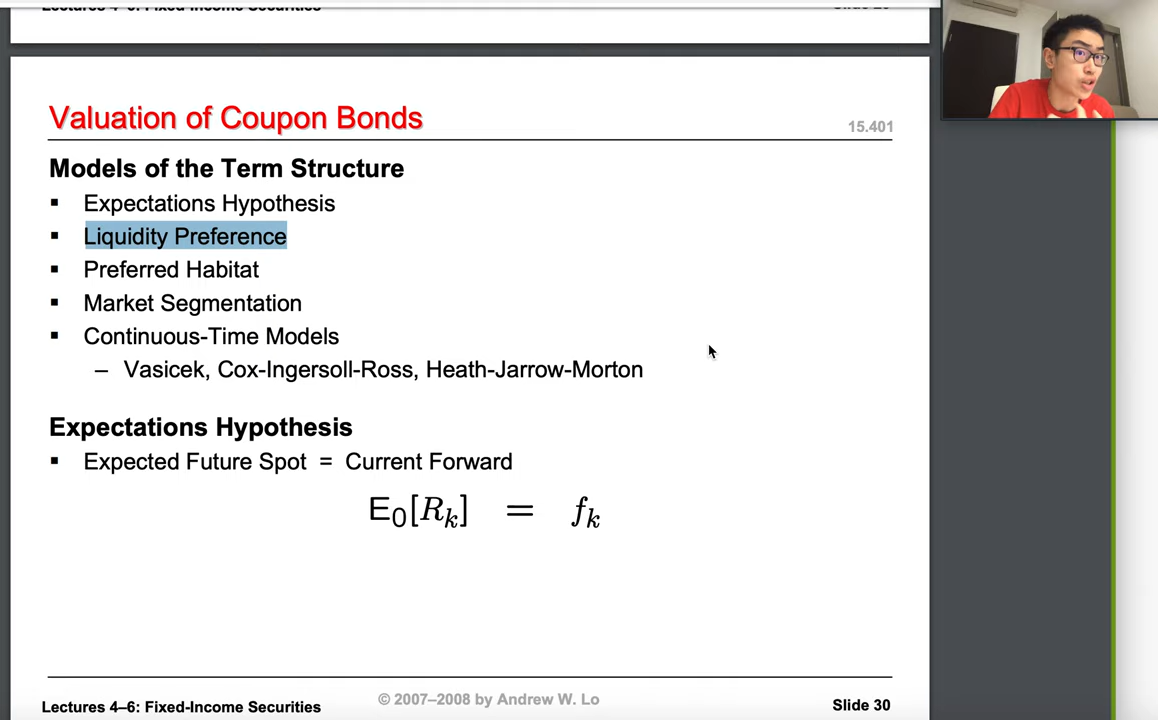 Lectures 4–6: Fixed-Income Securities
Valuation of Coupon Bonds
15.401
Models of the Term Structure
▪ Expectations Hypothesis
▪ Liquidity Preference
▪ Preferred Habitat
▪ Market Segmentation
▪ Continuous-Time Models
– Vasicek, Cox-Ingersoll-Ross, Heath-Jarrow-Morton
Expectations Hypothesis
▪ Expected Future Spot = Current Forward
E₀[Rₖ] = fₖ
Lectures 4–6: Fixed-Income Securities
© 2007–2008 by Andrew W. Lo
Slide 30